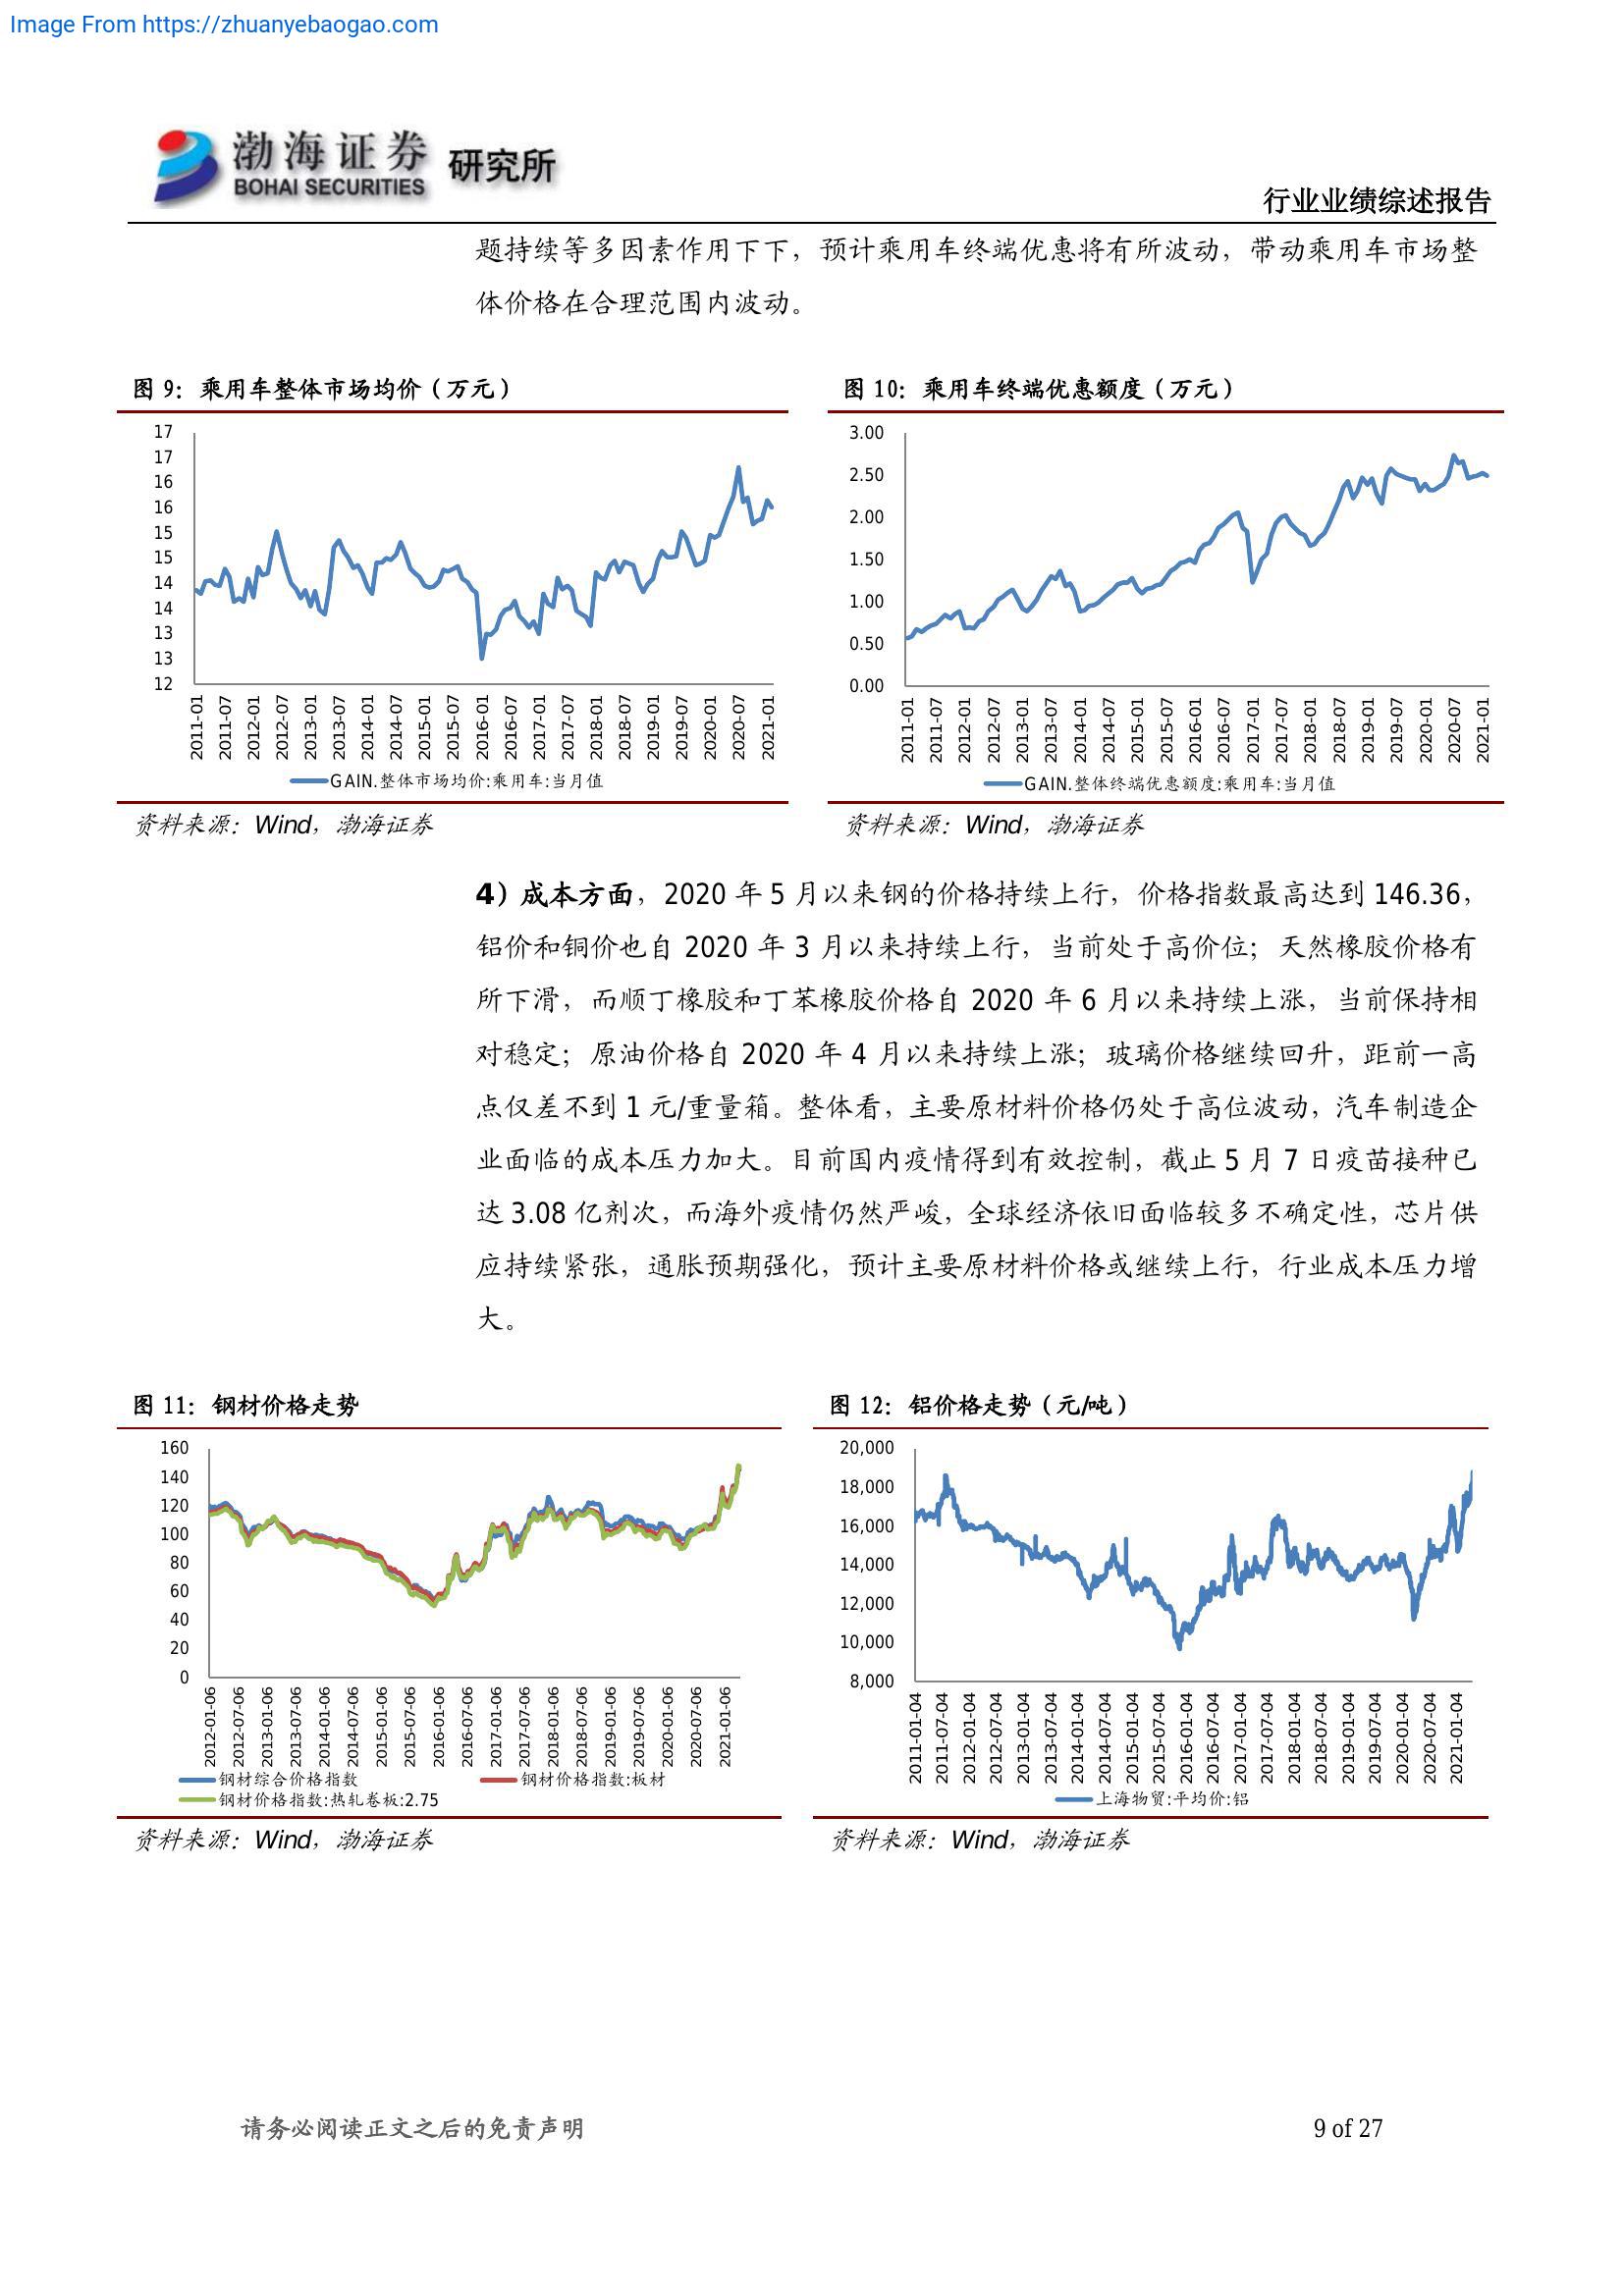 Image From https://zhuanyebaogao.com
渤海证券 研究所
BOHAI SECURITIES
行业业绩综述报告
题持续等多因素作用下下，预计乘用车终端优惠将有所波动，带动乘用车市场整
体价格在合理范围内波动。
图 9：乘用车整体市场均价（万元）
17
17
16
16
15
15
14
14
13
13
12
2011-01 2011-07 2012-01 2012-07 2013-01 2013-07 2014-01 2014-07 2015-01 2015-07 2016-01 2016-07 2017-01 2017-07 2018-01 2018-07 2019-01 2019-07 2020-01 2020-07 2021-01
GAIN.整体市场均价:乘用车:当月值
资料来源：Wind，渤海证券
图 10：乘用车终端优惠额度（万元）
3.00
2.50
2.00
1.50
1.00
0.50
0.00
2011-01 2011-07 2012-01 2012-07 2013-01 2013-07 2014-01 2014-07 2015-01 2015-07 2016-01 2016-07 2017-01 2017-07 2018-01 2018-07 2019-01 2019-07 2020-01 2020-07 2021-01
GAIN.整体终端优惠额度:乘用车:当月值
资料来源：Wind，渤海证券
4）成本方面，2020 年 5 月以来钢的价格持续上行，价格指数最高达到 146.36，
铝价和铜价也自 2020 年 3 月以来持续上行，当前处于高价位；天然橡胶价格有
所下滑，而顺丁橡胶和丁苯橡胶价格自 2020 年 6 月以来持续上涨，当前保持相
对稳定；原油价格自 2020 年 4 月以来持续上涨；玻璃价格继续回升，距前一高
点仅差不到 1 元/重量箱。整体看，主要原材料价格仍处于高位波动，汽车制造企
业面临的成本压力加大。目前国内疫情得到有效控制，截止 5 月 7 日疫苗接种已
达 3.08 亿剂次，而海外疫情仍然严峻，全球经济依旧面临较多不确定性，芯片供
应持续紧张，通胀预期强化，预计主要原材料价格或继续上行，行业成本压力增
大。
图 11：钢材价格走势
160
140
120
100
80
60
40
20
0
2012-01-06 2012-07-06 2013-01-06 2013-07-06 2014-01-06 2014-07-06 2015-01-06 2015-07-06 2016-01-06 2016-07-06 2017-01-06 2017-07-06 2018-01-06 2018-07-06 2019-01-06 2019-07-06 2020-01-06 2020-07-06 2021-01-06
钢材综合价格指数 钢材价格指数:板材
钢材价格指数:热轧卷板:2.75
资料来源：Wind，渤海证券
图 12：铝价格走势（元/吨）
20,000
18,000
16,000
14,000
12,000
10,000
8,000
2011-01-04 2011-07-04 2012-01-04 2012-07-04 2013-01-04 2013-07-04 2014-01-04 2014-07-04 2015-01-04 2015-07-04 2016-01-04 2016-07-04 2017-01-04 2017-07-04 2018-01-04 2018-07-04 2019-01-04 2019-07-04 2020-01-04 2020-07-04 2021-01-04
上海物贸:平均价:铝
资料来源：Wind，渤海证券
请务必阅读正文之后的免责声明
9 of 27